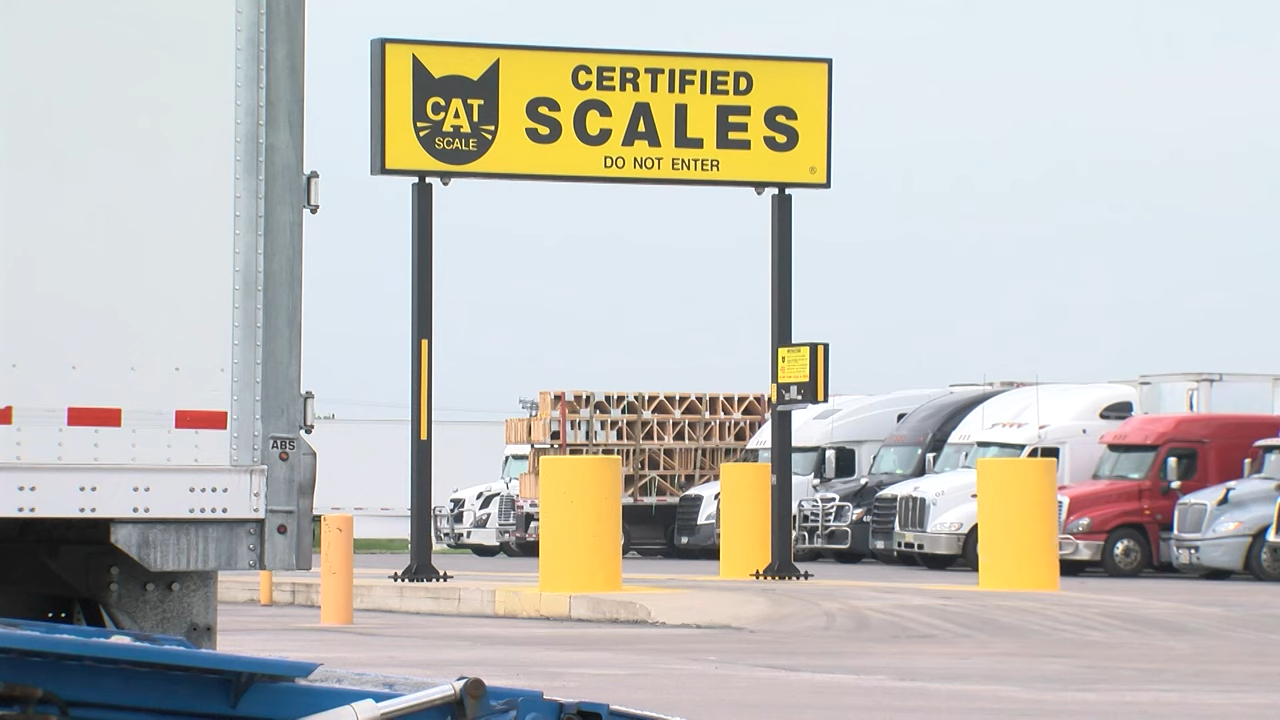 CERTIFIED
CAT
SCALE
SCALES
DO NOT ENTER
®
ABS